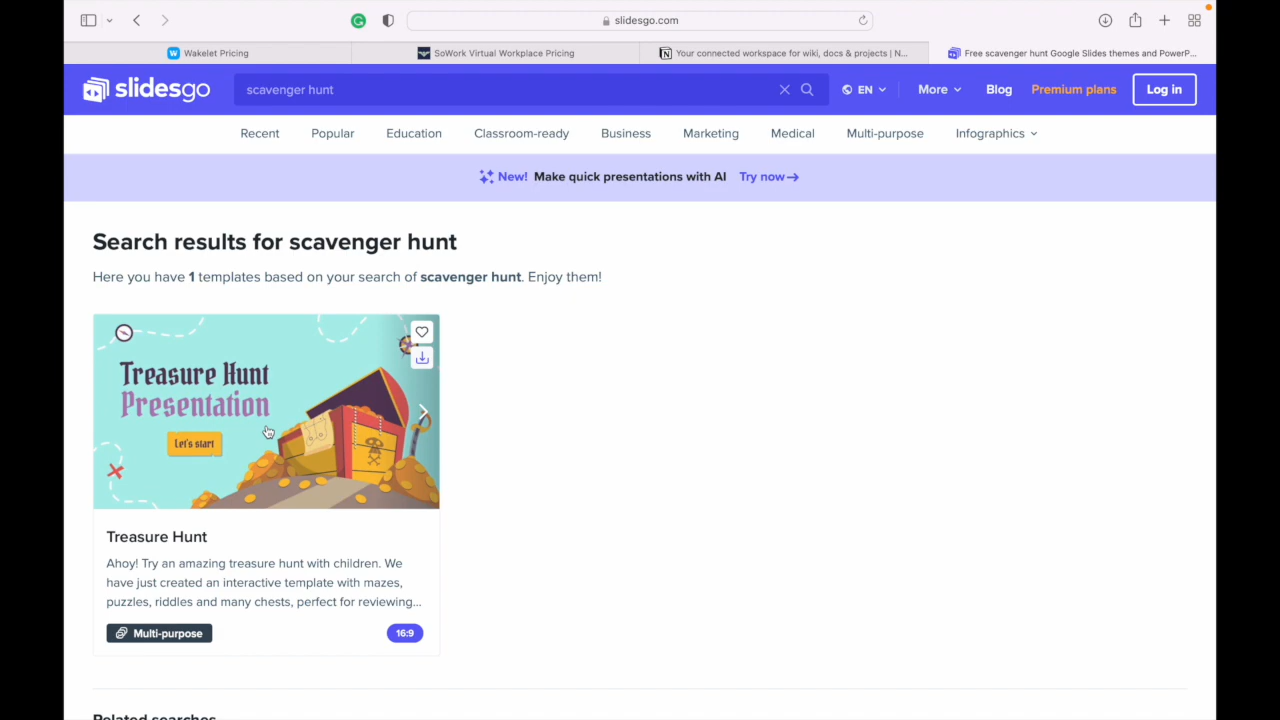 slidesgo.com
Wakelet Pricing
SoWork Virtual Workplace Pricing
Your connected workspace for wiki, docs & projects | N...
Free scavenger hunt Google Slides themes and PowerP...
slidesgo
scavenger hunt
EN
More
Blog
Premium plans
Log in
Recent
Popular
Education
Classroom-ready
Business
Marketing
Medical
Multi-purpose
Infographics
New! Make quick presentations with AI Try now
Search results for scavenger hunt
Here you have 1 templates based on your search of scavenger hunt. Enjoy them!
Treasure Hunt
Presentation
Let's start
Treasure Hunt
Ahoy! Try an amazing treasure hunt with children. We
have just created an interactive template with mazes,
puzzles, riddles and many chests, perfect for reviewing...
Multi-purpose
16:9
Related searches